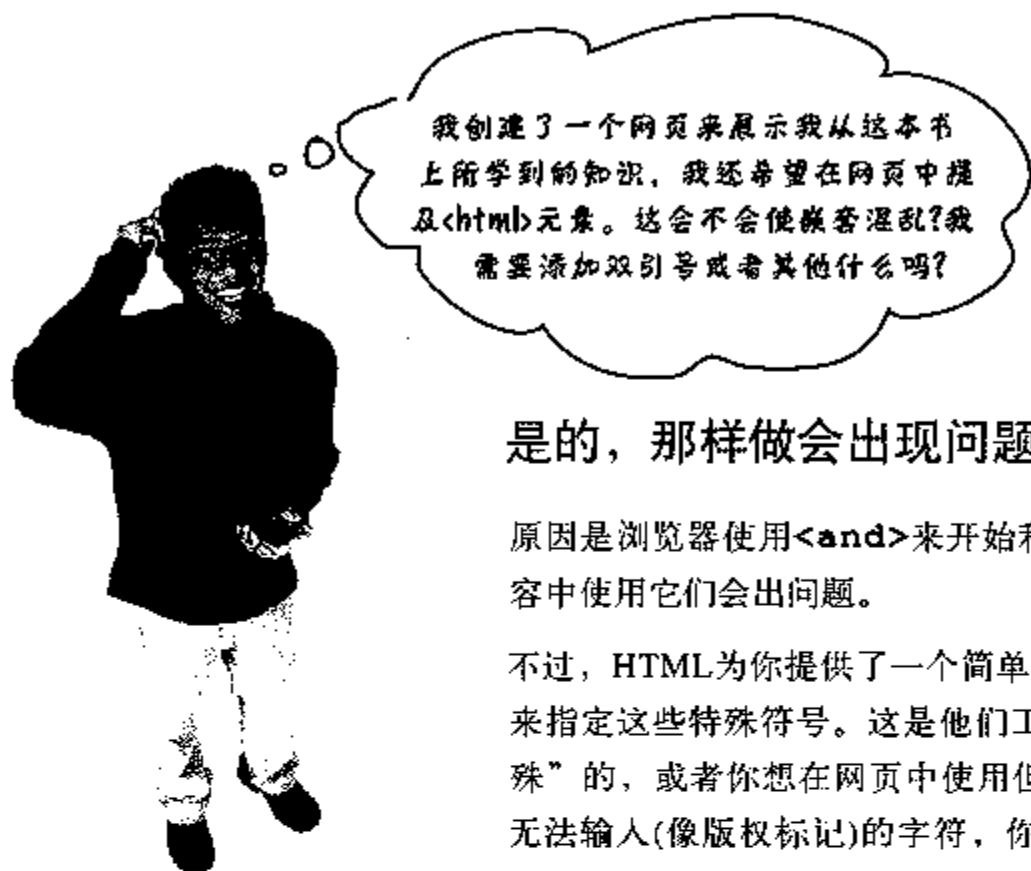 我创建了一个网页来展示我从这本书
上所学到的知识，我还希望在网页中提
及<html>元素。这会不会使嵌套混乱?我
需要添加双引号或者其他什么吗?
是的，那样做会出现问题
原因是浏览器使用<and>来开始和
容中使用它们会出问题。
不过，HTML为你提供了一个简单
来指定这些特殊符号。这是他们工
殊”的，或者你想在网页中使用但
无法输入(像版权标记)的字符，你